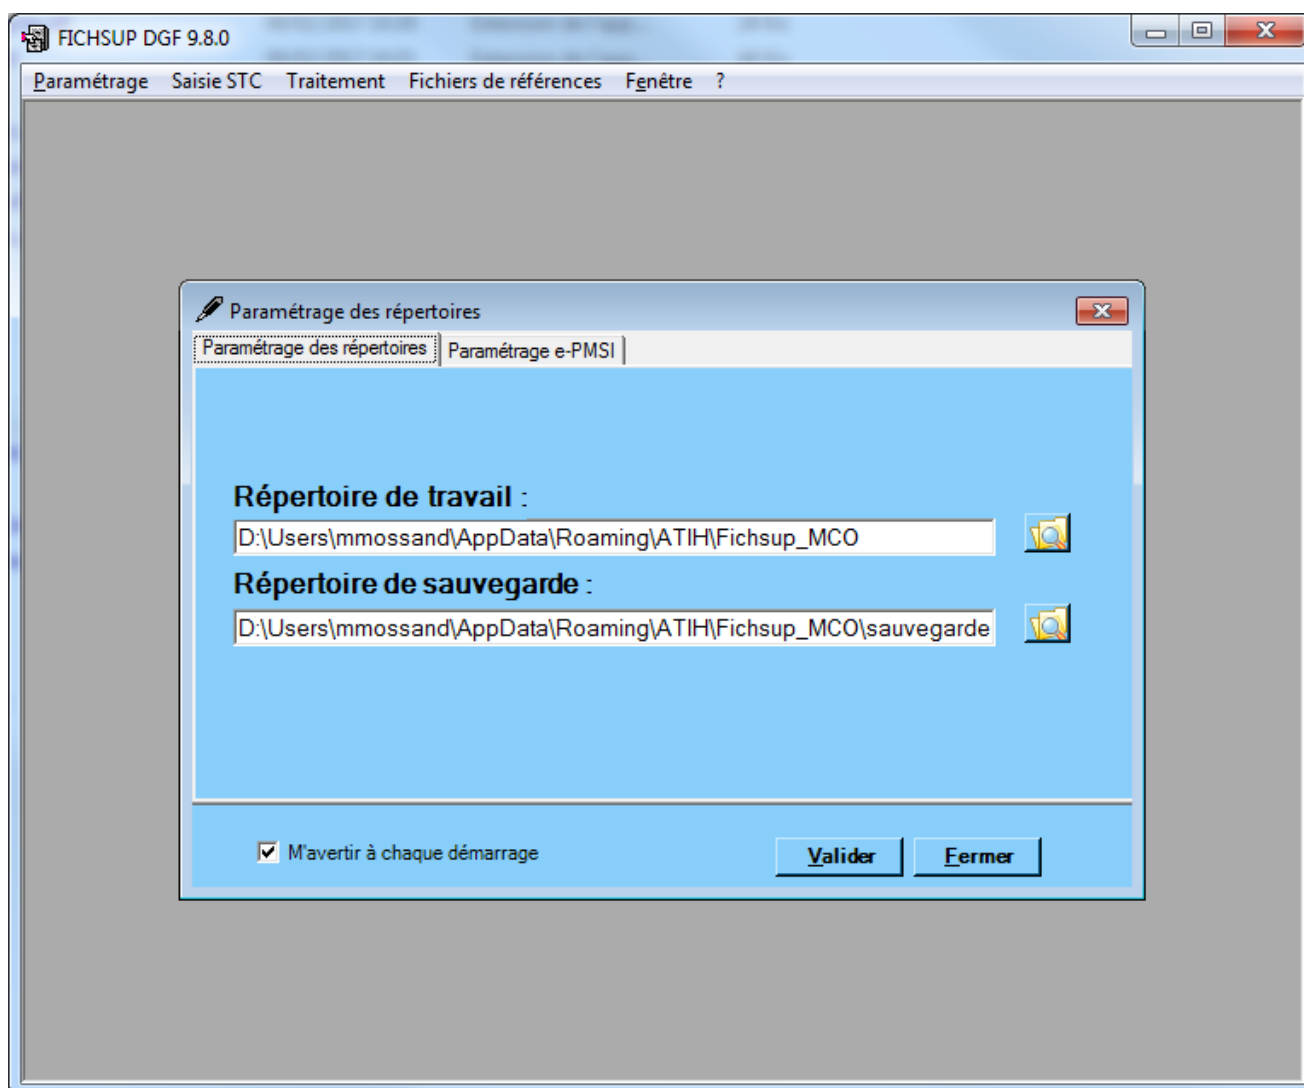 FICHSUP DGF 9.8.0
Paramétrage Saisie STC Traitement Fichiers de références Fenêtre ?
Paramétrage des répertoires
Paramétrage des répertoires Paramétrage e-PMSI
Répertoire de travail :
D:\Users\mmossand\AppData\Roaming\ATIH\Fichsup_MCO
Répertoire de sauvegarde :
D:\Users\mmossand\AppData\Roaming\ATIH\Fichsup_MCO\sauvegarde
M'avertir à chaque démarrage Valider Fermer